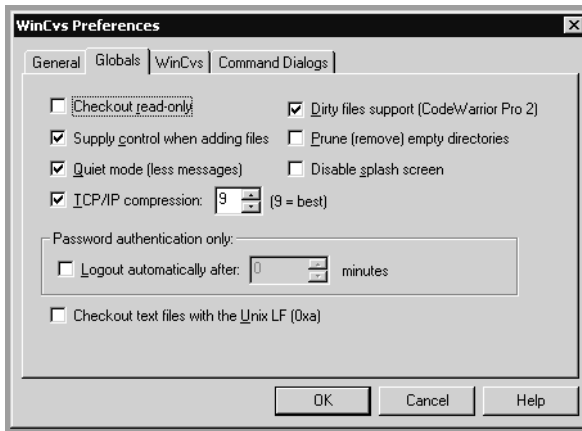 WinCvs Preferences
General Globals WinCvs Command Dialogs
Checkout read-only Dirty files support (CodeWarrior Pro 2)
Supply control when adding files Prune (remove) empty directories
Quiet mode (less messages) Disable splash screen
TCP/IP compression: 9 (9 = best)
Password authentication only:
Logout automatically after: 0 minutes
Checkout text files with the Unix LF (0xa)
OK Cancel Help